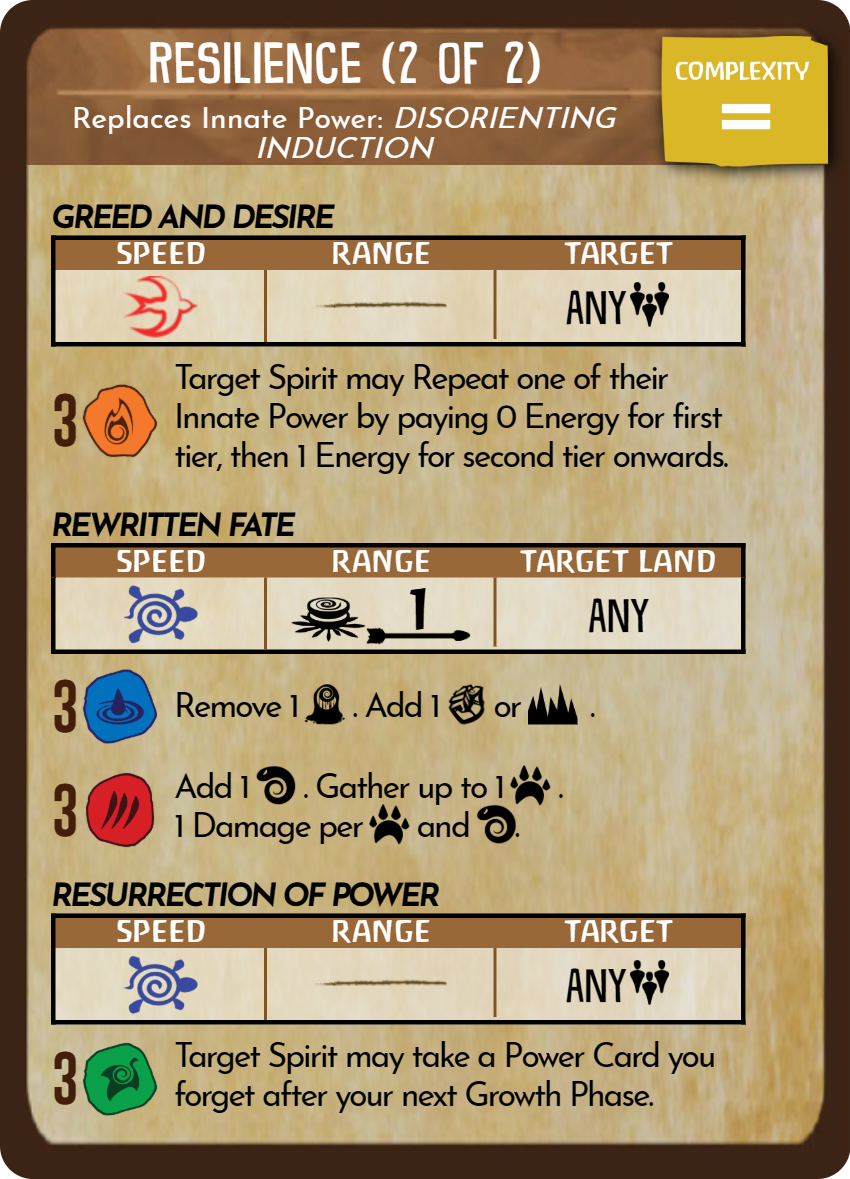 RESILIENCE (2 OF 2)
COMPLEXITY
=
Replaces Innate Power: DISORIENTING
INDUCTION
GREED AND DESIRE
SPEED RANGE TARGET
ANY
3 Target Spirit may Repeat one of their
Innate Power by paying 0 Energy for first
tier, then 1 Energy for second tier onwards.
REWRITTEN FATE
SPEED RANGE TARGET LAND
1 ANY
3 Remove 1 . Add 1 or .
3 Add 1 . Gather up to 1 .
1 Damage per and .
RESURRECTION OF POWER
SPEED RANGE TARGET
ANY
3 Target Spirit may take a Power Card you
forget after your next Growth Phase.